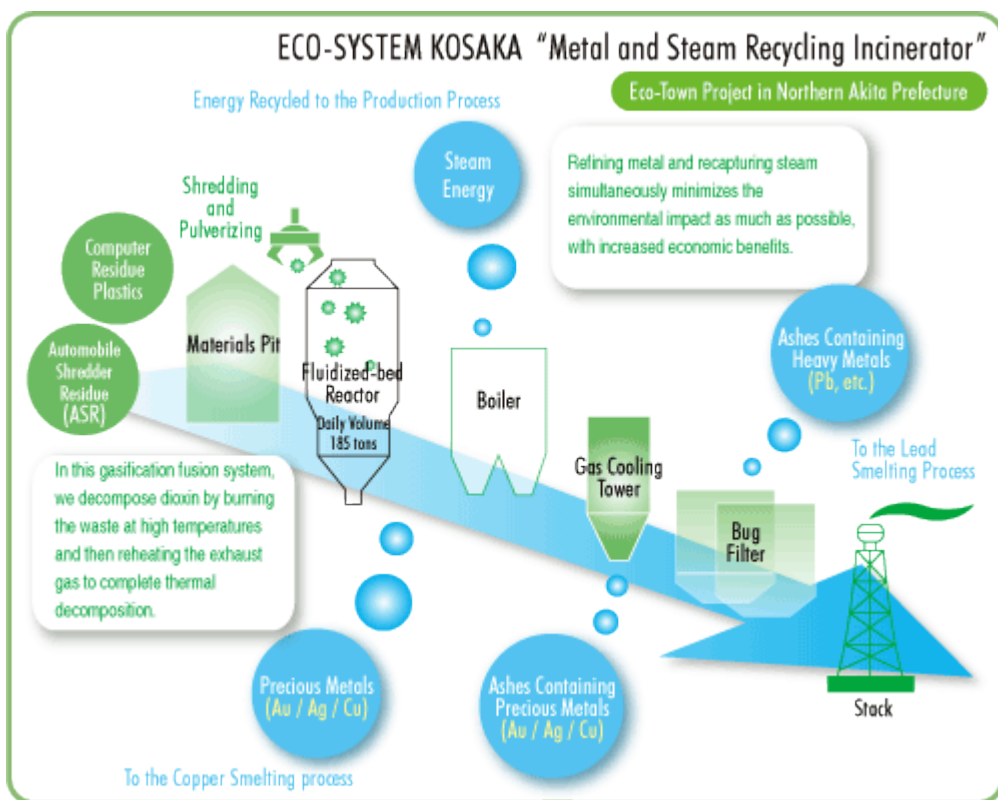 ECO-SYSTEM KOSAKA “Metal and Steam Recycling Incinerator”
Eco-Town Project in Northern Akita Prefecture
Energy Recycled to the Production Process
Steam
Energy
Refining metal and recapturing steam
simultaneously minimizes the
environmental impact as much as possible,
with increased economic benefits.
Shredding
and
Pulverizing
Computer
Residue
Plastics
Automobile
Shredder
Residue
(ASR)
Materials Pit
Fluidized-bed
Reactor
Daily Volume
185 tons
Boiler
Gas Cooling
Tower
Bug
Filter
Ashes Containing
Heavy Metals
(Pb, etc.)
To the Lead
Smelting Process
In this gasification fusion system,
we decompose dioxin by burning
the waste at high temperatures
and then reheating the exhaust
gas to complete thermal
decomposition.
Precious Metals
(Au / Ag / Cu)
Ashes Containing
Precious Metals
(Au / Ag / Cu)
Stack
To the Copper Smelting process